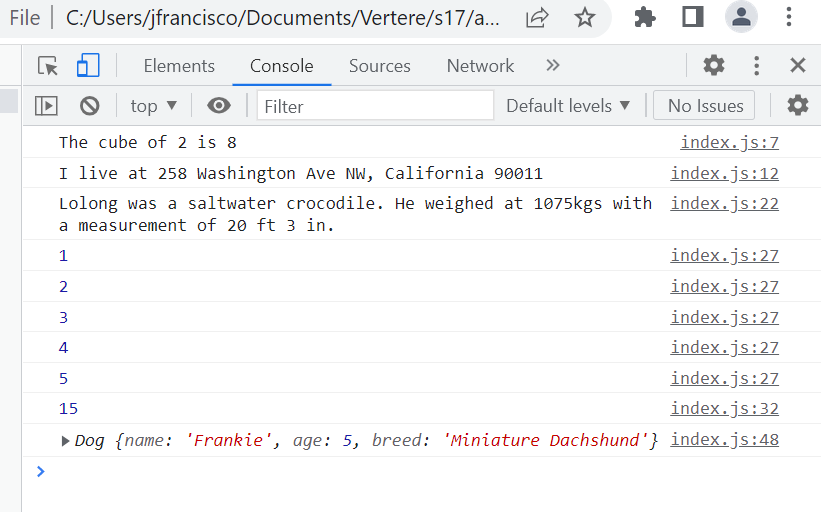 File | C:/Users/jfrancisco/Documents/Vertere/s17/a...
Elements Console Sources Network »
top ▼ Filter Default levels ▼ No Issues
The cube of 2 is 8 index.js:7
I live at 258 Washington Ave NW, California 90011 index.js:12
Lolong was a saltwater crocodile. He weighed at 1075kgs with index.js:22
a measurement of 20 ft 3 in.
1 index.js:27
2 index.js:27
3 index.js:27
4 index.js:27
5 index.js:27
15 index.js:32
▶Dog {name: 'Frankie', age: 5, breed: 'Miniature Dachshund'} index.js:48
>